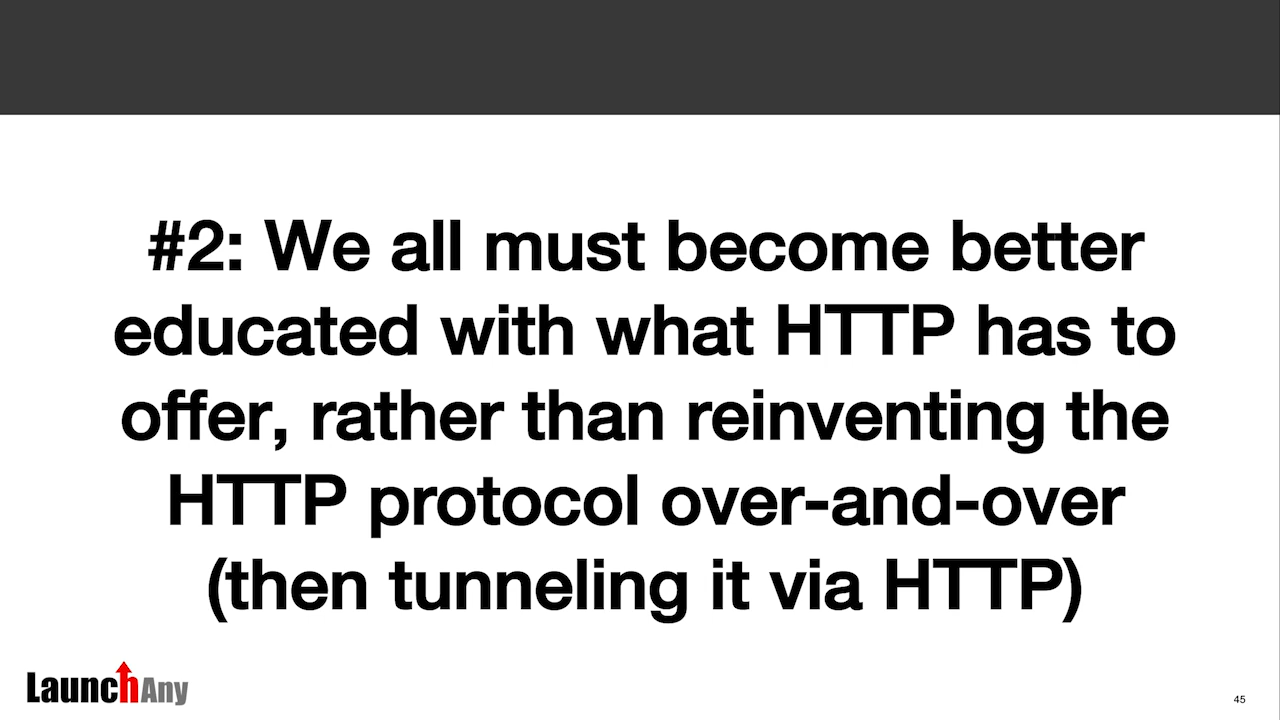 #2: We all must become better
educated with what HTTP has to
offer, rather than reinventing the
HTTP protocol over-and-over
(then tunneling it via HTTP)
LaunchAny
45